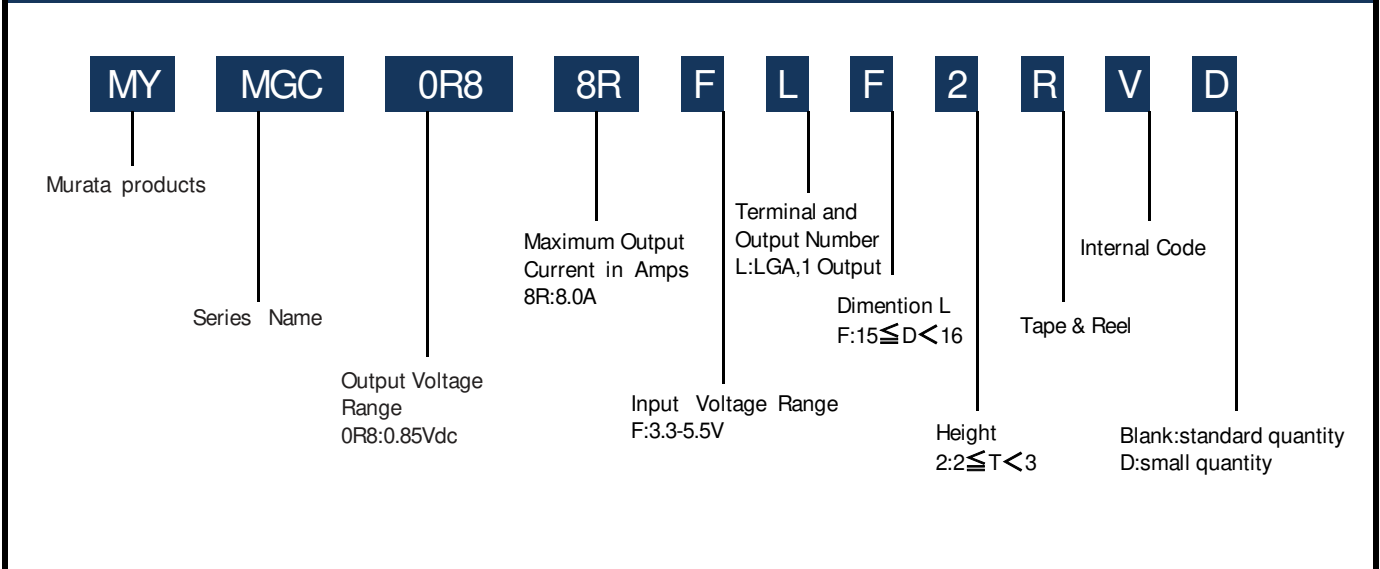 MY MGC 0R8 8R F L F 2 R V D
Murata products
Series Name
Output Voltage
Range
0R8:0.85Vdc
Maximum Output
Current in Amps
8R:8.0A
Input Voltage Range
F:3.3-5.5V
Terminal and
Output Number
L:LGA,1 Output
Dimention L
F:15≦D<16
Height
2:2≦T<3
Tape & Reel
Internal Code
Blank:standard quantity
D:small quantity